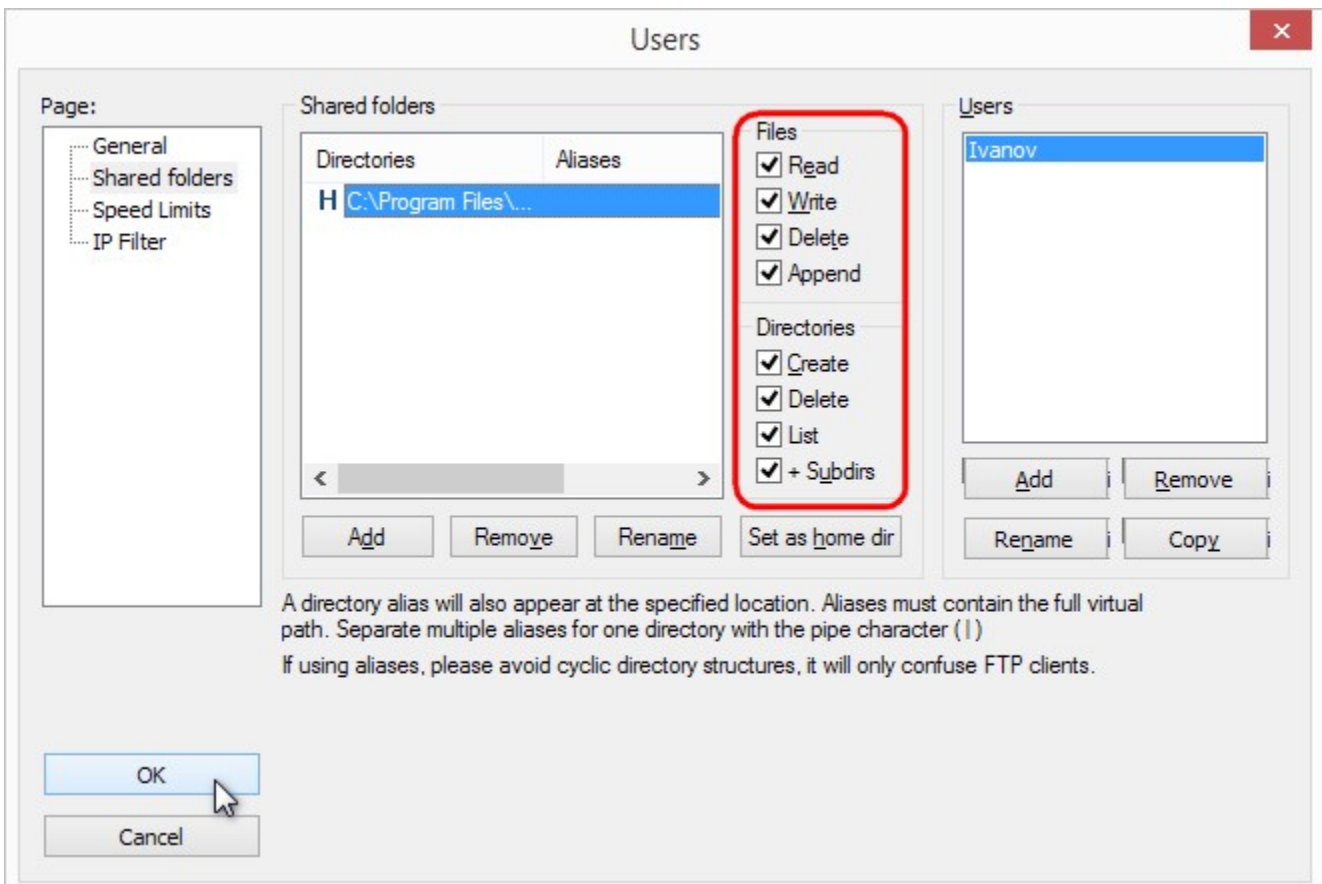 Users
Page:
General
Shared folders
Speed Limits
IP Filter
Shared folders
Directories Aliases
H C:\Program Files\...
Files
Read
Write
Delete
Append
Directories
Create
Delete
List
+ Subdirs
Add Remove Rename Set as home dir
Users
Ivanov
Add Remove
Rename Copy
A directory alias will also appear at the specified location. Aliases must contain the full virtual
path. Separate multiple aliases for one directory with the pipe character (|)
If using aliases, please avoid cyclic directory structures, it will only confuse FTP clients.
OK
Cancel